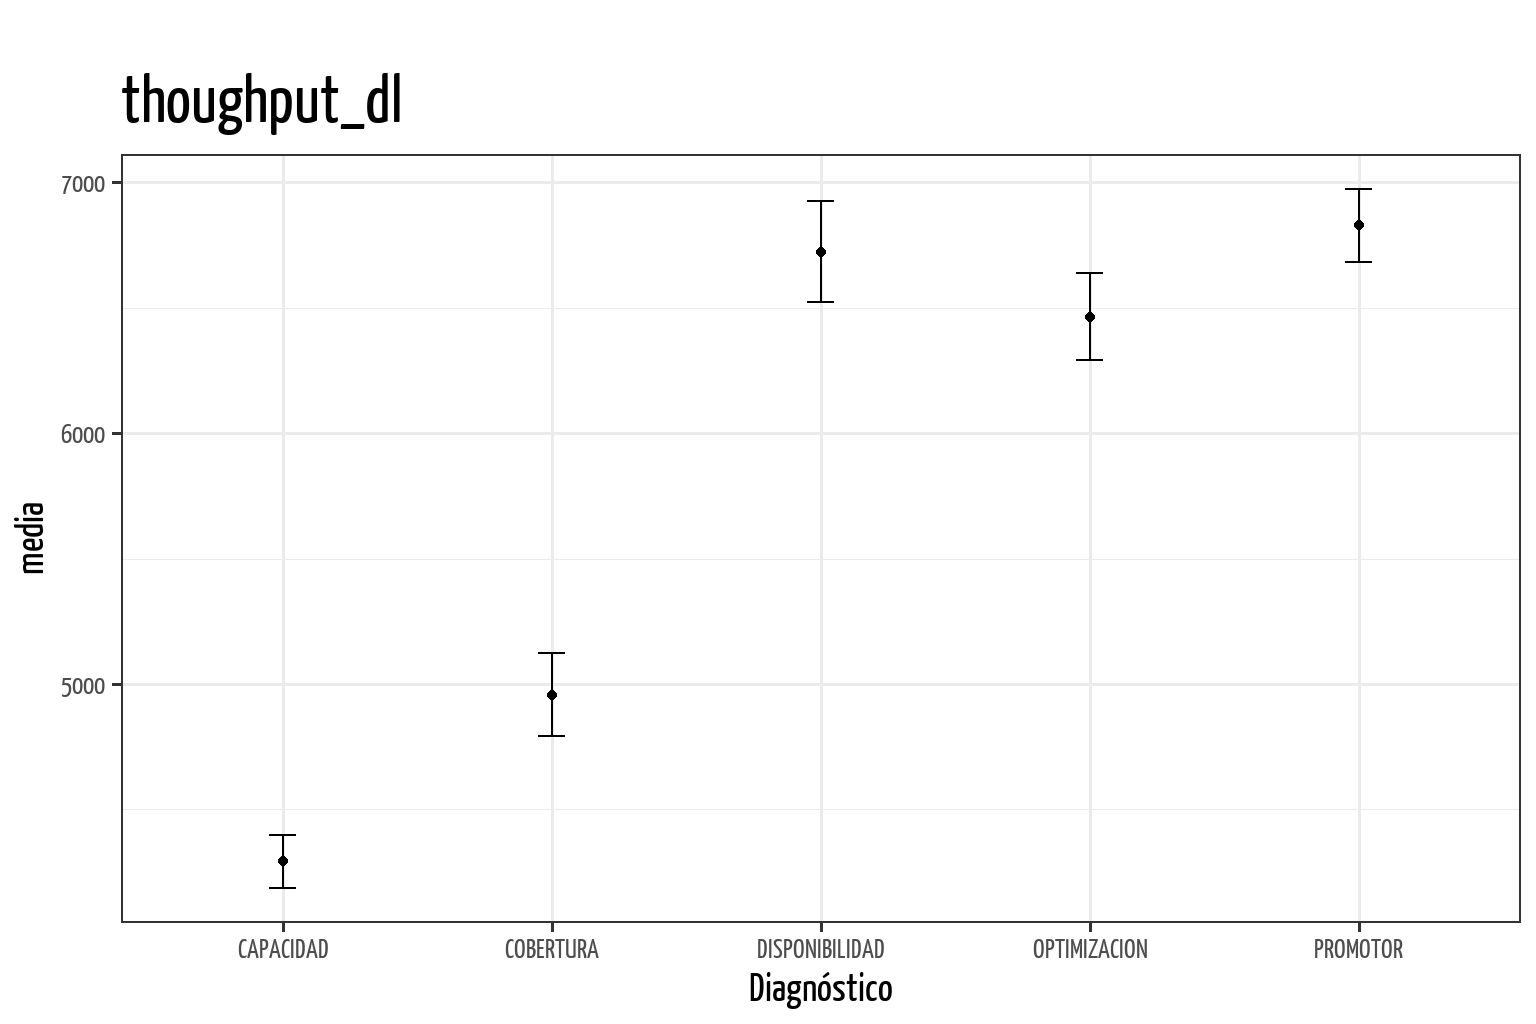 thoughput_dl
7000
6000
5000
media
CAPACIDAD
COBERTURA
DISPONIBILIDAD
OPTIMIZACION
PROMOTOR
Diagnóstico